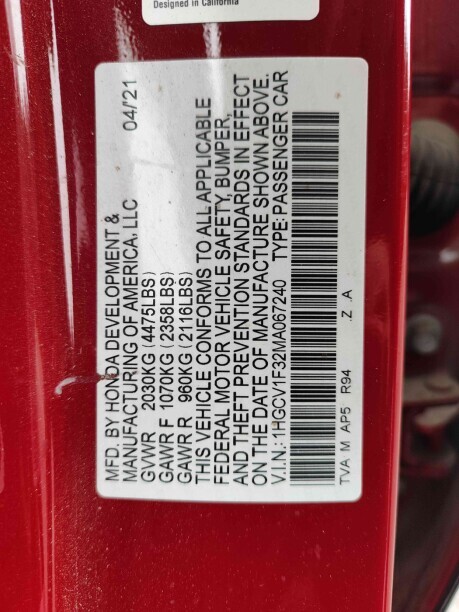 Designed in California
MFD. BY HONDA DEVELOPMENT &
MANUFACTURING OF AMERICA, LLC 04/'21
GVWR 2030KG (4475LBS)
GAWR F 1070KG (2358LBS)
GAWR R 960KG (2116LBS)
THIS VEHICLE CONFORMS TO ALL APPLICABLE
FEDERAL MOTOR VEHICLE SAFETY, BUMPER,
AND THEFT PREVENTION STANDARDS IN EFFECT
ON THE DATE OF MANUFACTURE SHOWN ABOVE.
V.I.N.: 1HGCV1F32MA067240 TYPE: PASSENGER CAR
TVA M AP5 R94 .Z .A